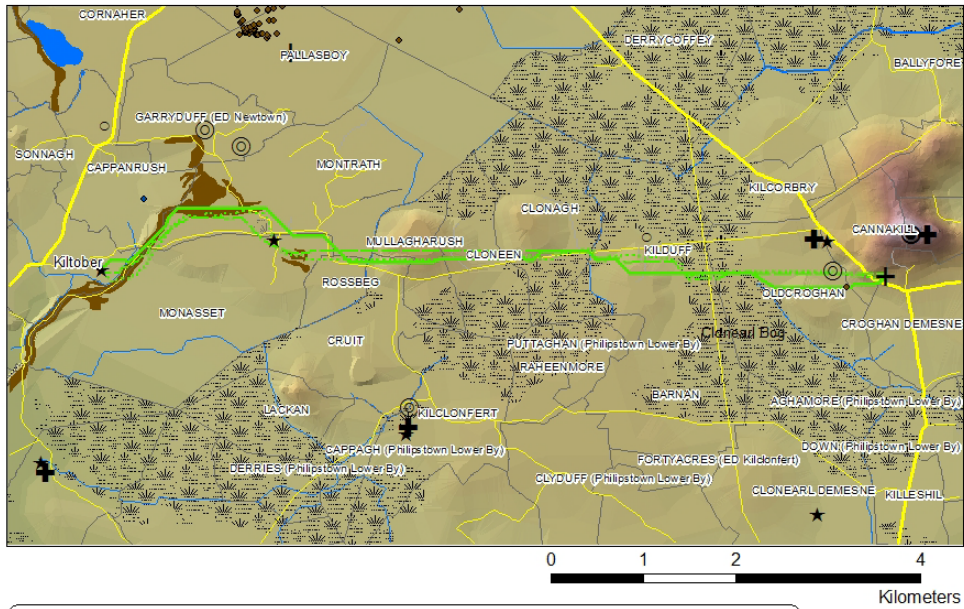 CORNAHER
DERRYCOFFEY
PALLASBOY
BALLYFORE
GARRYDUFF (ED Newtown)
SONNAGH
CAPPANRUSH
MONTRATH
KILCORBRY
CLONAGH
CANNAKILL
MULLAGHARUSH
CLONEEN
KILDUFF
Kiltober
ROSSBEG
OLDCROGHAN
MONASSET
CROGHAN DEMESNE
Clonearl Bog
CRUIT
PUTTAGHAN (Philipstown Lower By)
RAHEENMORE
BARNAN
AGHAMORE (Philipstown Lower By)
LACKAN
KILCLONFERT
CAPPAGH (Philipstown Lower By)
DOWN (Philipstown Lower By)
FORTYACRES (ED Kilclonfert)
DERRIES (Philipstown Lower By)
CLYDUFF (Philipstown Lower By)
CLONEARL DEMESNE
KILLESHIL
0 1 2 4
Kilometers